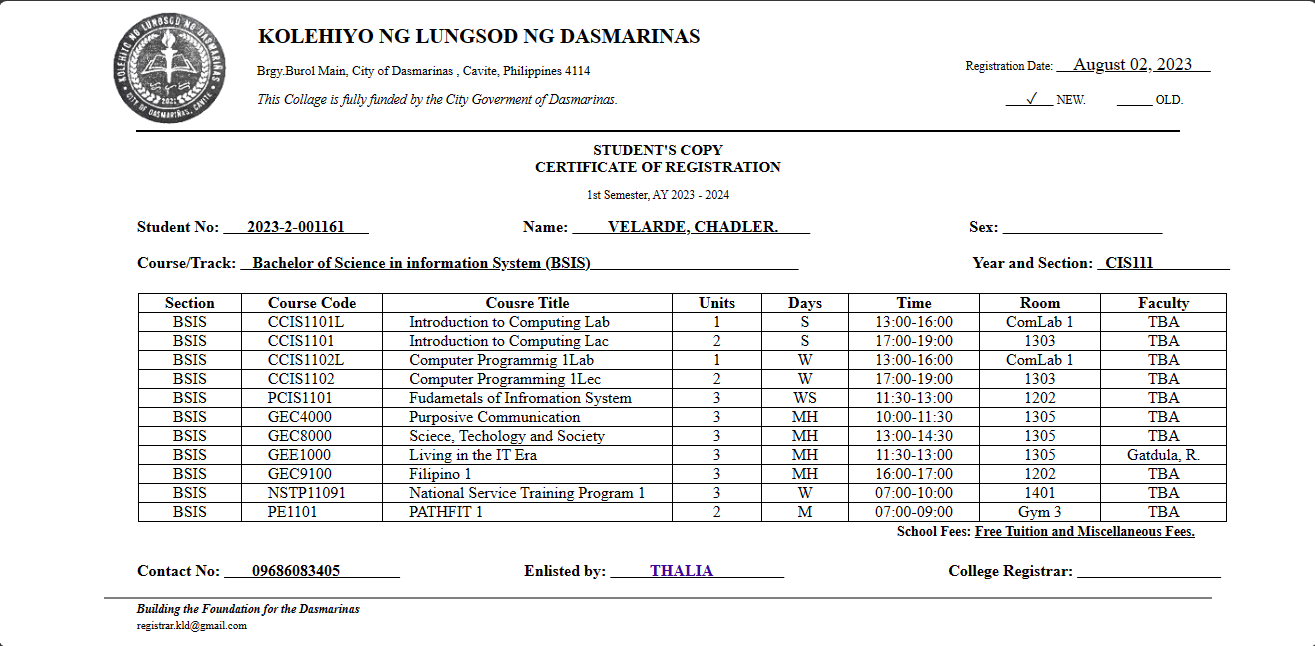 KOLEHIYO NG LUNGSOD NG DASMARIÑAS
CITY OF DASMARIÑAS, CAVITE
2021
KOLEHIYO NG LUNGSOD NG DASMARINAS
Brgy.Burol Main, City of Dasmarinas , Cavite, Philippines 4114
This Collage is fully funded by the City Goverment of Dasmarinas.
Registration Date: August 02, 2023
✓ NEW. OLD.
STUDENT'S COPY
CERTIFICATE OF REGISTRATION
1st Semester, AY 2023 - 2024
Student No: 2023-2-001161 Name: VELARDE, CHADLER. Sex:
Course/Track: Bachelor of Science in information System (BSIS) Year and Section: CIS111
Section Course Code Cousre Title Units Days Time Room Faculty
BSIS CCIS1101L Introduction to Computing Lab 1 S 13:00-16:00 ComLab 1 TBA
BSIS CCIS1101 Introduction to Computing Lac 2 S 17:00-19:00 1303 TBA
BSIS CCIS1102L Computer Programmig 1Lab 1 W 13:00-16:00 ComLab 1 TBA
BSIS CCIS1102 Computer Programming 1Lec 2 W 17:00-19:00 1303 TBA
BSIS PCIS1101 Fudametals of Infromation System 3 WS 11:30-13:00 1202 TBA
BSIS GEC4000 Purposive Communication 3 MH 10:00-11:30 1305 TBA
BSIS GEC8000 Sciece, Techology and Society 3 MH 13:00-14:30 1305 TBA
BSIS GEE1000 Living in the IT Era 3 MH 11:30-13:00 1305 Gatdula, R.
BSIS GEC9100 Filipino 1 3 MH 16:00-17:00 1202 TBA
BSIS NSTP11091 National Service Training Program 1 3 W 07:00-10:00 1401 TBA
BSIS PE1101 PATHFIT 1 2 M 07:00-09:00 Gym 3 TBA
School Fees: Free Tuition and Miscellaneous Fees.
Contact No: 09686083405 Enlisted by: THALIA College Registrar:
Building the Foundation for the Dasmarinas
registrar.kld@gmail.com